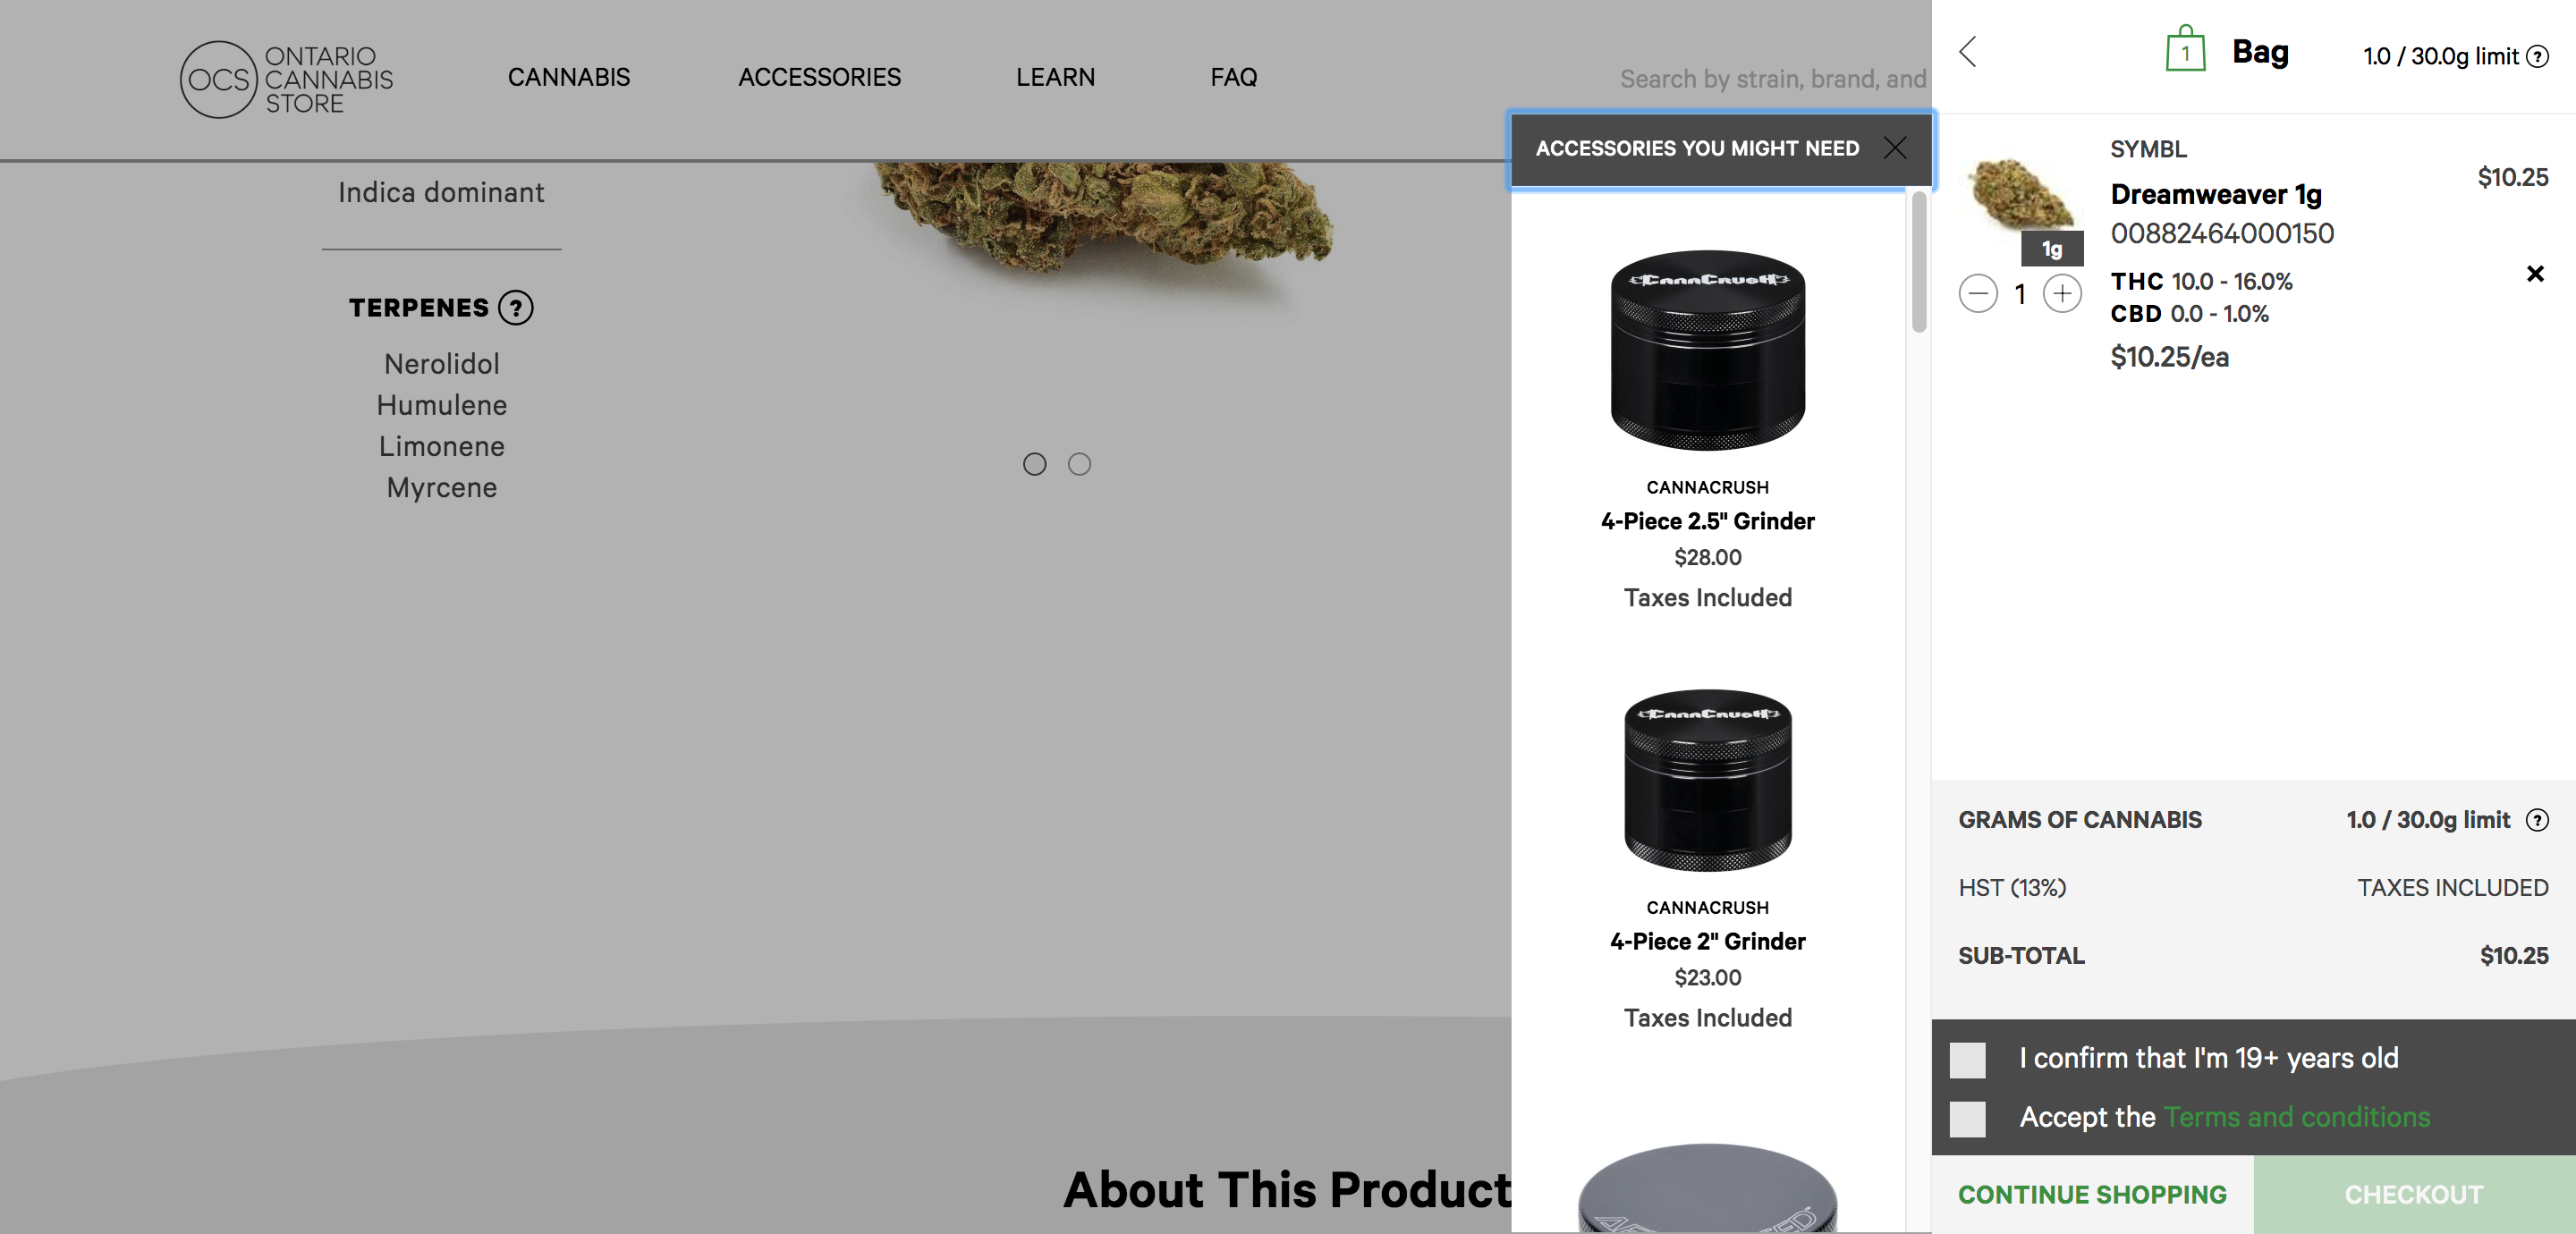 OCS ONTARIO
CANNABIS
STORE
CANNABIS
ACCESSORIES
LEARN
FAQ
Search by strain, brand, and
Indica dominant
TERPENES ?
Nerolidol
Humulene
Limonene
Myrcene
About This Product
ACCESSORIES YOU MIGHT NEED
CannaCrush
CANNACRUSH
4-Piece 2.5" Grinder
$28.00
Taxes Included
CannaCrush
CANNACRUSH
4-Piece 2" Grinder
$23.00
Taxes Included
1 Bag 1.0 / 30.0g limit ?
SYMBL
$10.25
Dreamweaver 1g
00882464000150
1g
1
THC 10.0 - 16.0%
CBD 0.0 - 1.0%
$10.25/ea
GRAMS OF CANNABIS 1.0 / 30.0g limit ?
HST (13%) TAXES INCLUDED
SUB-TOTAL $10.25
I confirm that I'm 19+ years old
Accept the Terms and conditions
CONTINUE SHOPPING
CHECKOUT